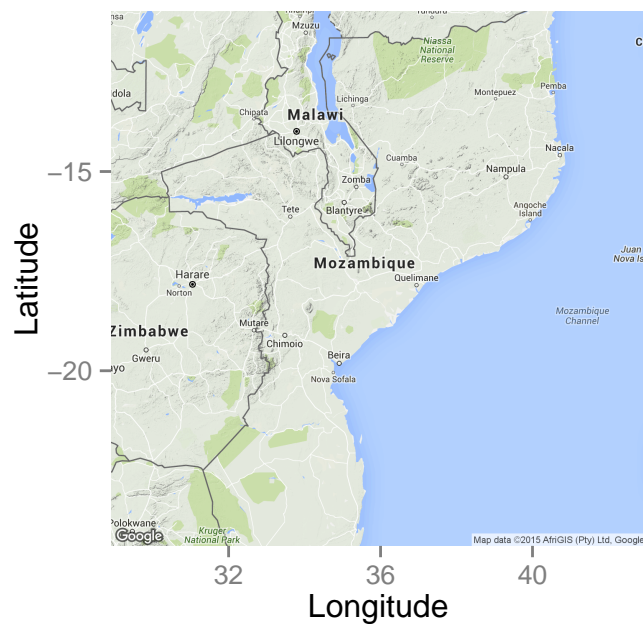 Mzuzu
Niassa
National
Reserve
C
dola
Pemba
Montepuez
Lichinga
Chipata
Malawi
Lilongwe
Nacala
Cuamba
−15
Nampula
Zomba
Tete
Blantyre
Angoche
Island
Juan
Nova Is
Mozambique
Harare
Quelimane
Norton
Latitude
Mozambique
Channel
Zimbabwe
Mutare
Chimoio
Gweru
Beira
−20
yo
Nova Sofala
Polokwane
Kruger
National Park
Google
Map data ©2015 AfriGIS (Pty) Ltd, Google
32
36
40
Longitude